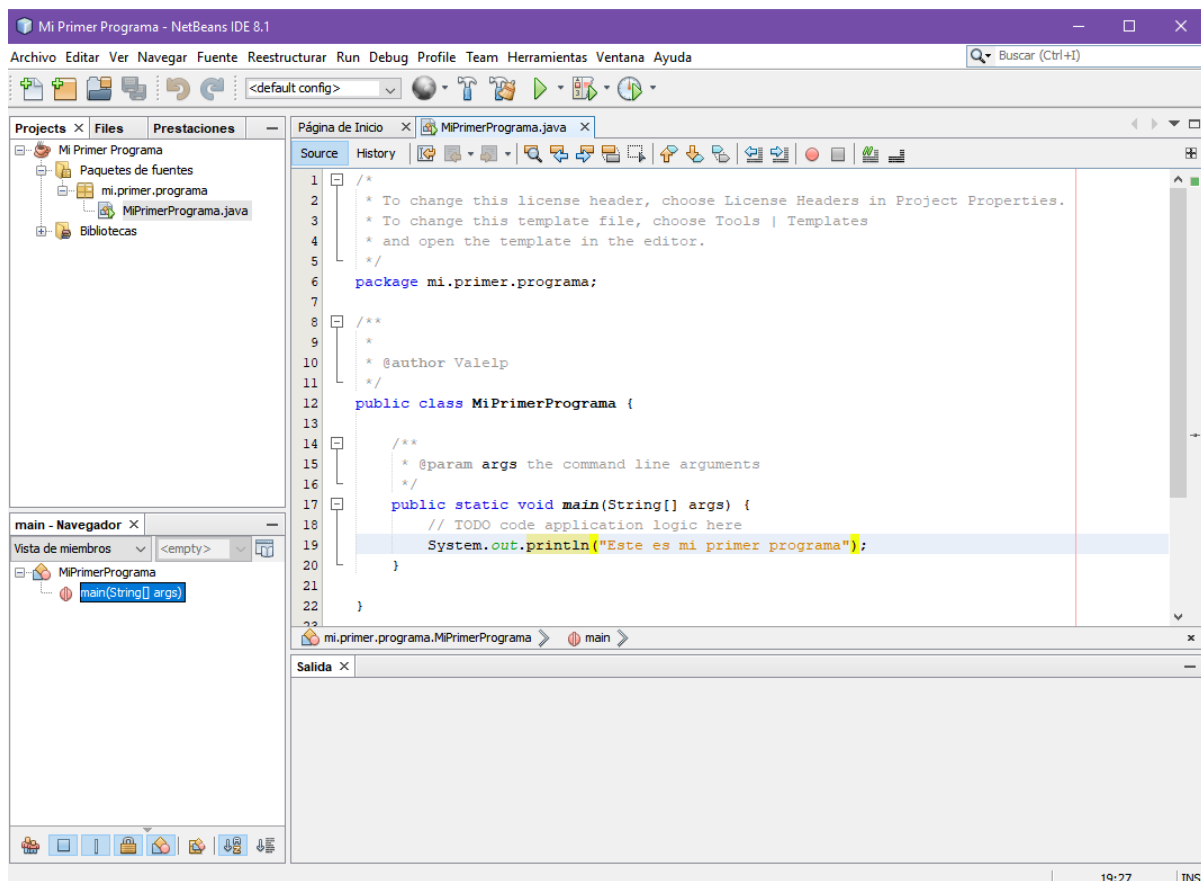 Mi Primer Programa - NetBeans IDE 8.1
Archivo Editar Ver Navegar Fuente Reestructurar Run Debug Profile Team Herramientas Ventana Ayuda
Buscar (Ctrl+I)
<default config>
Projects Files Prestaciones
Mi Primer Programa
Paquetes de fuentes
mi.primer.programa
MiPrimerPrograma.java
Bibliotecas
Página de Inicio MiPrimerPrograma.java
Source History
1 /*
2 * To change this license header, choose License Headers in Project Properties.
3 * To change this template file, choose Tools | Templates
4 * and open the template in the editor.
5 */
6 package mi.primer.programa;
7
8 /**
9 *
10 * @author Valelp
11 */
12 public class MiPrimerPrograma {
13
14 /**
15 * @param args the command line arguments
16 */
17 public static void main(String[] args) {
18 // TODO code application logic here
19 System.out.println("Este es mi primer programa");
20 }
21
22 }
23
mi.primer.programa.MiPrimerPrograma main
main - Navegador
Vista de miembros <empty>
MiPrimerPrograma
main(String[] args)
Salida
19:27 INS